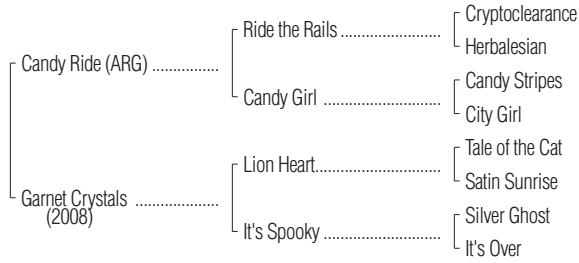 Cryptoclearance
Ride the Rails ......................
Herbalesian
Candy Ride (ARG) ................
Candy Stripes
Candy Girl ..........................
City Girl
Tale of the Cat
Lion Heart...........................
Satin Sunrise
Garnet Crystals ....................
(2008)
Silver Ghost
It's Spooky ..........................
It's Over